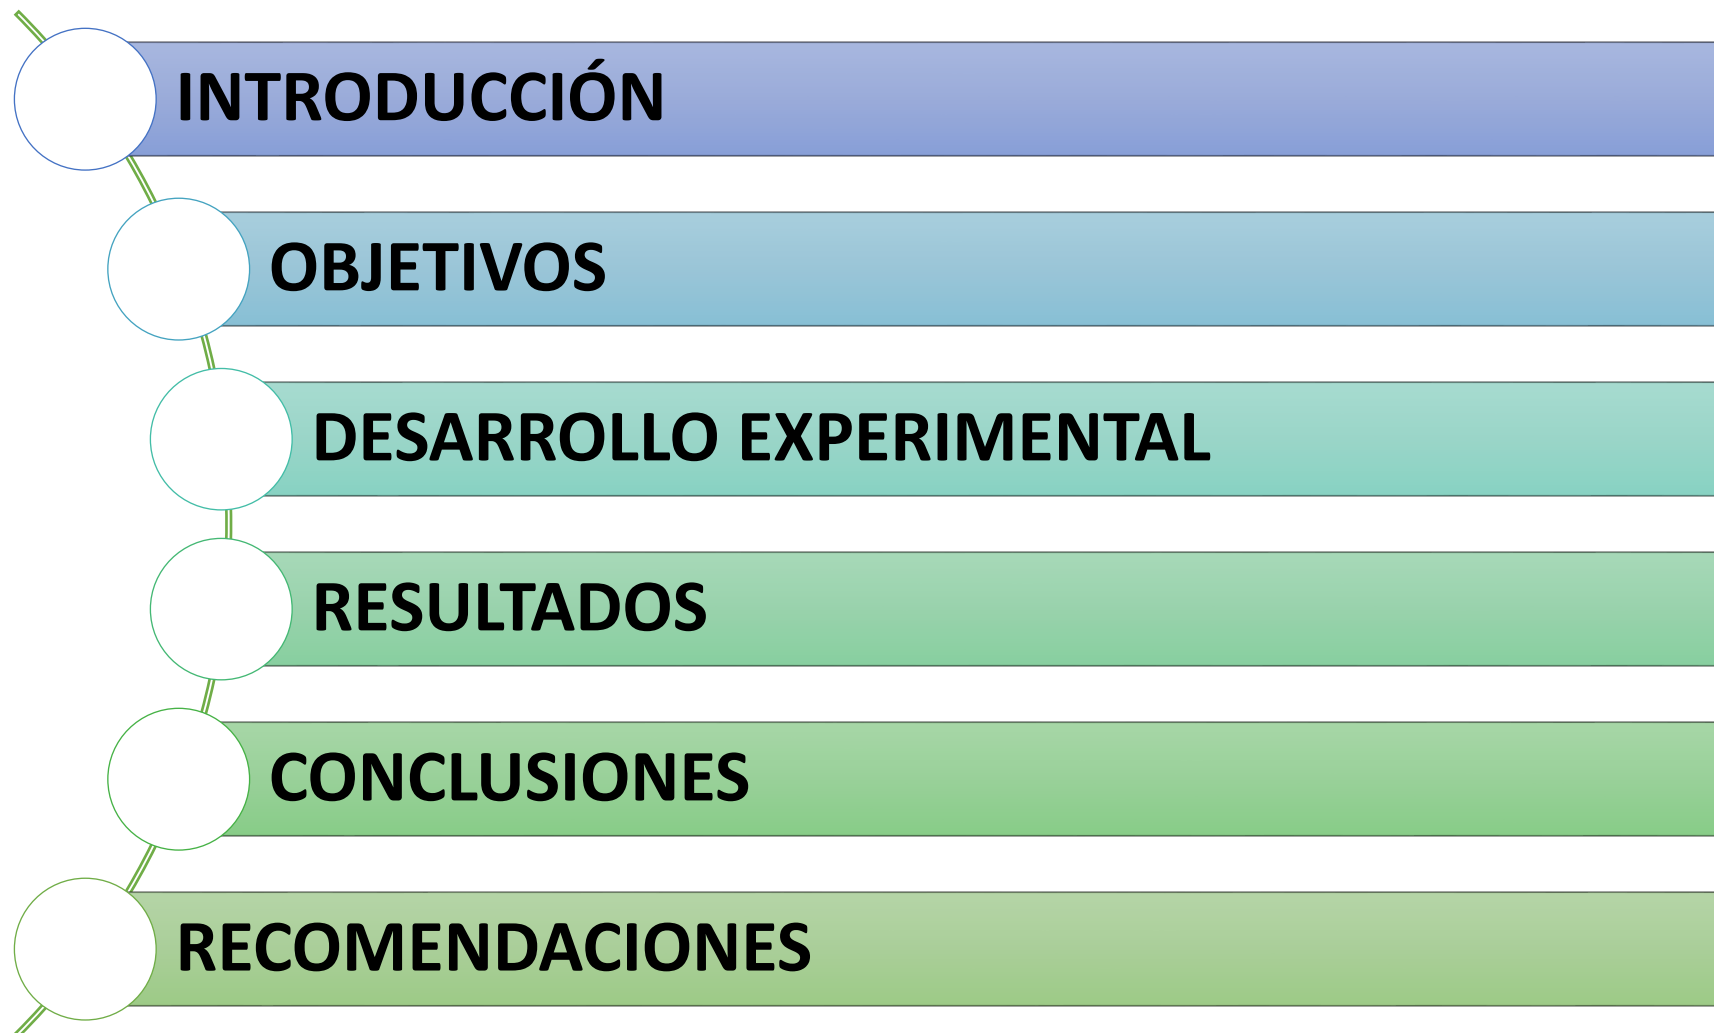 INTRODUCCIÓN
OBJETIVOS
DESARROLLO EXPERIMENTAL
RESULTADOS
CONCLUSIONES
RECOMENDACIONES